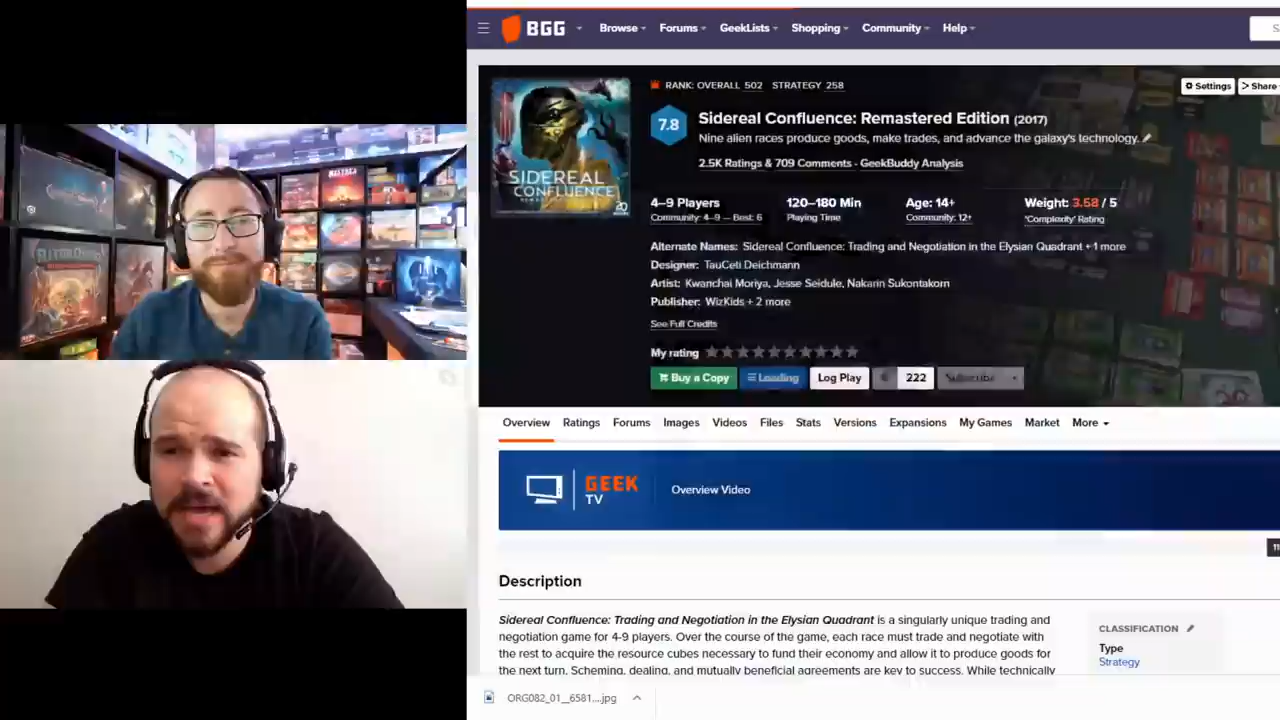 BGG
Browse
Forums
GeekLists
Shopping
Community
Help
RANK: OVERALL 502 STRATEGY 258
Settings
Share
7.8
Sidereal Confluence: Remastered Edition (2017)
Nine alien races produce goods, make trades, and advance the galaxy's technology.
2.5K Ratings & 709 Comments · GeekBuddy Analysis
SIDEREAL
CONFLUENCE
4–9 Players
120–180 Min
Age: 14+
Weight: 3.58 / 5
Community: 4–9 — Best: 6
Playing Time
Community: 12+
'Complexity' Rating
Alternate Names: Sidereal Confluence: Trading and Negotiation in the Elysian Quadrant + 1 more
Designer: TauCeti Deichmann
Artist: Kwanchai Moriya, Jesse Seidule, Nakarin Sukontakorn
Publisher: WizKids + 2 more
See Full Credits
My rating
Buy a Copy
Loading
Log Play
222
Subscribe
Overview
Ratings
Forums
Images
Videos
Files
Stats
Versions
Expansions
My Games
Market
More
GEEK
TV
Overview Video
Description
Sidereal Confluence: Trading and Negotiation in the Elysian Quadrant is a singularly unique trading and
negotiation game for 4-9 players. Over the course of the game, each race must trade and negotiate with
the rest to acquire the resource cubes necessary to fund their economy and allow it to produce goods for
the next turn. Scheming, dealing, and mutually beneficial agreements are key to success. While technically
CLASSIFICATION
Type
Strategy
ORG082_01__6581....jpg